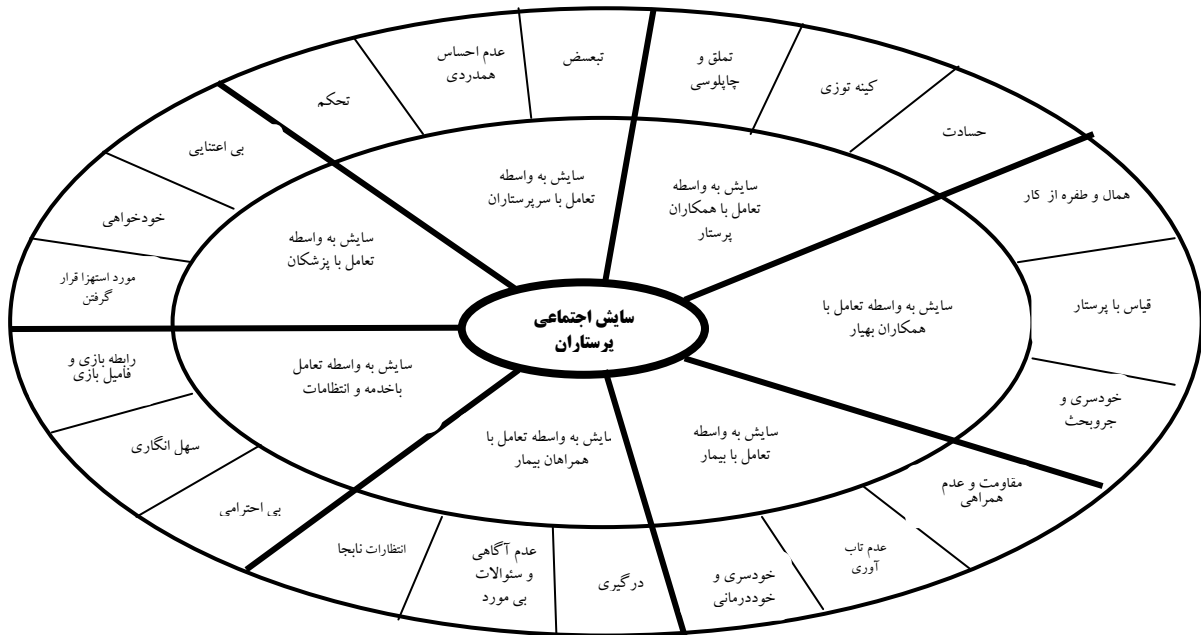 سایش اجتماعی
پرستاران
سایش به واسطه
تعامل با همکاران
پرستار
تملق و
چاپلوسی
کینه توزی
حسادت
سایش به واسطه تعامل با
همکاران بهیار
همال و طفره از کار
قیاس با پرستار
خودسری و
جروبحث
سایش به واسطه
تعامل با بیمار
مقاومت و عدم
همراهی
عدم تاب
آوری
خودسری و
خوددرمانی
سایش به واسطه تعامل با
همراهان بیمار
درگیری
عدم آگاهی
و سئوالات
بی مورد
انتظارات نابجا
سایش به واسطه تعامل
باخدمه و انتظامات
بی احترامی
سهل انگاری
رابطه بازی و
فامیل بازی
سایش به واسطه
تعامل با پزشکان
مورد استهزا قرار
گرفتن
خودخواهی
بی اعتنایی
سایش به واسطه
تعامل با سرپرستاران
تحکم
عدم احساس
همدردی
تبعسض